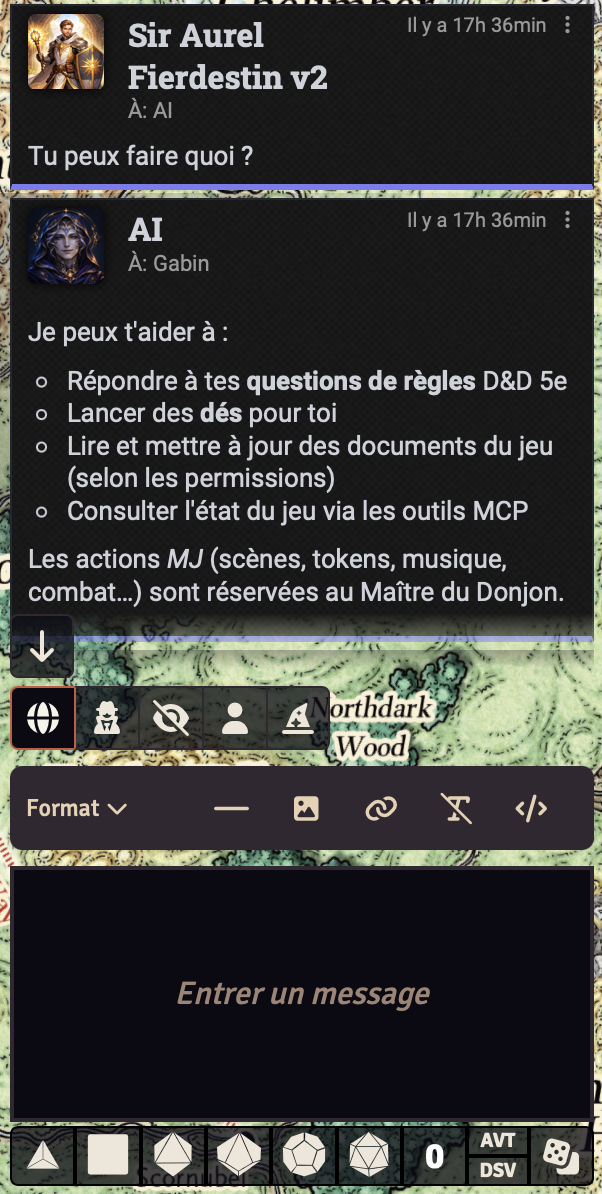 Il y a 17h 36min
Sir Aurel
Fierdestin v2
À: AI
Tu peux faire quoi ?
Il y a 17h 36min
AI
À: Gabin
Je peux t'aider à :
Répondre à tes questions de règles D&D 5e
Lancer des dés pour toi
Lire et mettre à jour des documents du jeu
(selon les permissions)
Consulter l'état du jeu via les outils MCP
Les actions MJ (scènes, tokens, musique,
combat…) sont réservées au Maître du Donjon.
Northdark
Wood
Format
Entrer un message
0
AVT
DSV